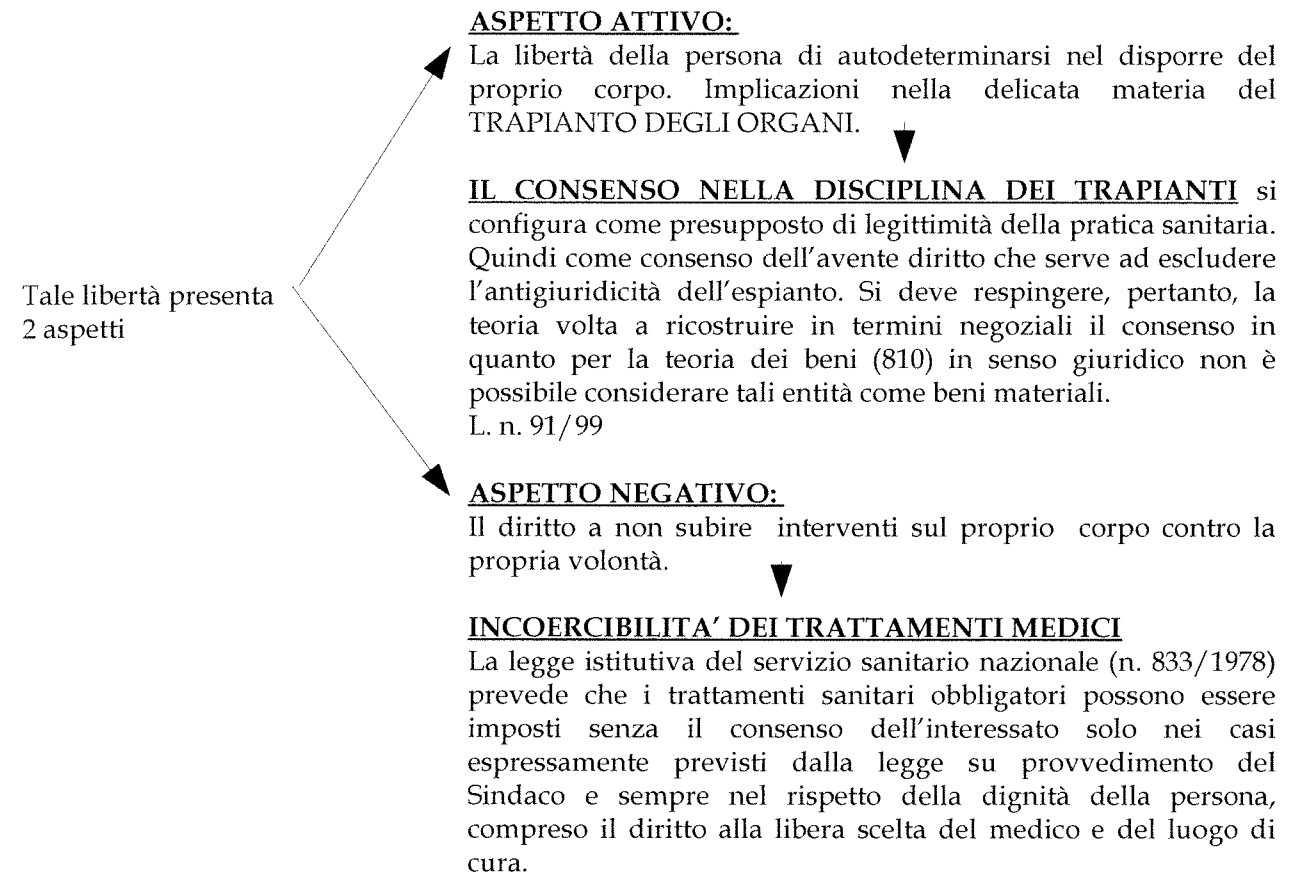 ASPETTO ATTIVO:
La libertà della persona di autodeterminarsi nel disporre del
proprio corpo. Implicazioni nella delicata materia del
TRAPIANTO DEGLI ORGANI.
IL CONSENSO NELLA DISCIPLINA DEI TRAPIANTI si
configura come presupposto di legittimità della pratica sanitaria.
Quindi come consenso dell'avente diritto che serve ad escludere
l'antigiuridicità dell'espianto. Si deve respingere, pertanto, la
teoria volta a ricostruire in termini negoziali il consenso in
quanto per la teoria dei beni (810) in senso giuridico non è
possibile considerare tali entità come beni materiali.
L. n. 91/99
Tale libertà presenta
2 aspetti
ASPETTO NEGATIVO:
Il diritto a non subire interventi sul proprio corpo contro la
propria volontà.
INCOERCIBILITA' DEI TRATTAMENTI MEDICI
La legge istitutiva del servizio sanitario nazionale (n. 833/1978)
prevede che i trattamenti sanitari obbligatori possono essere
imposti senza il consenso dell'interessato solo nei casi
espressamente previsti dalla legge su provvedimento del
Sindaco e sempre nel rispetto della dignità della persona,
compreso il diritto alla libera scelta del medico e del luogo di
cura.